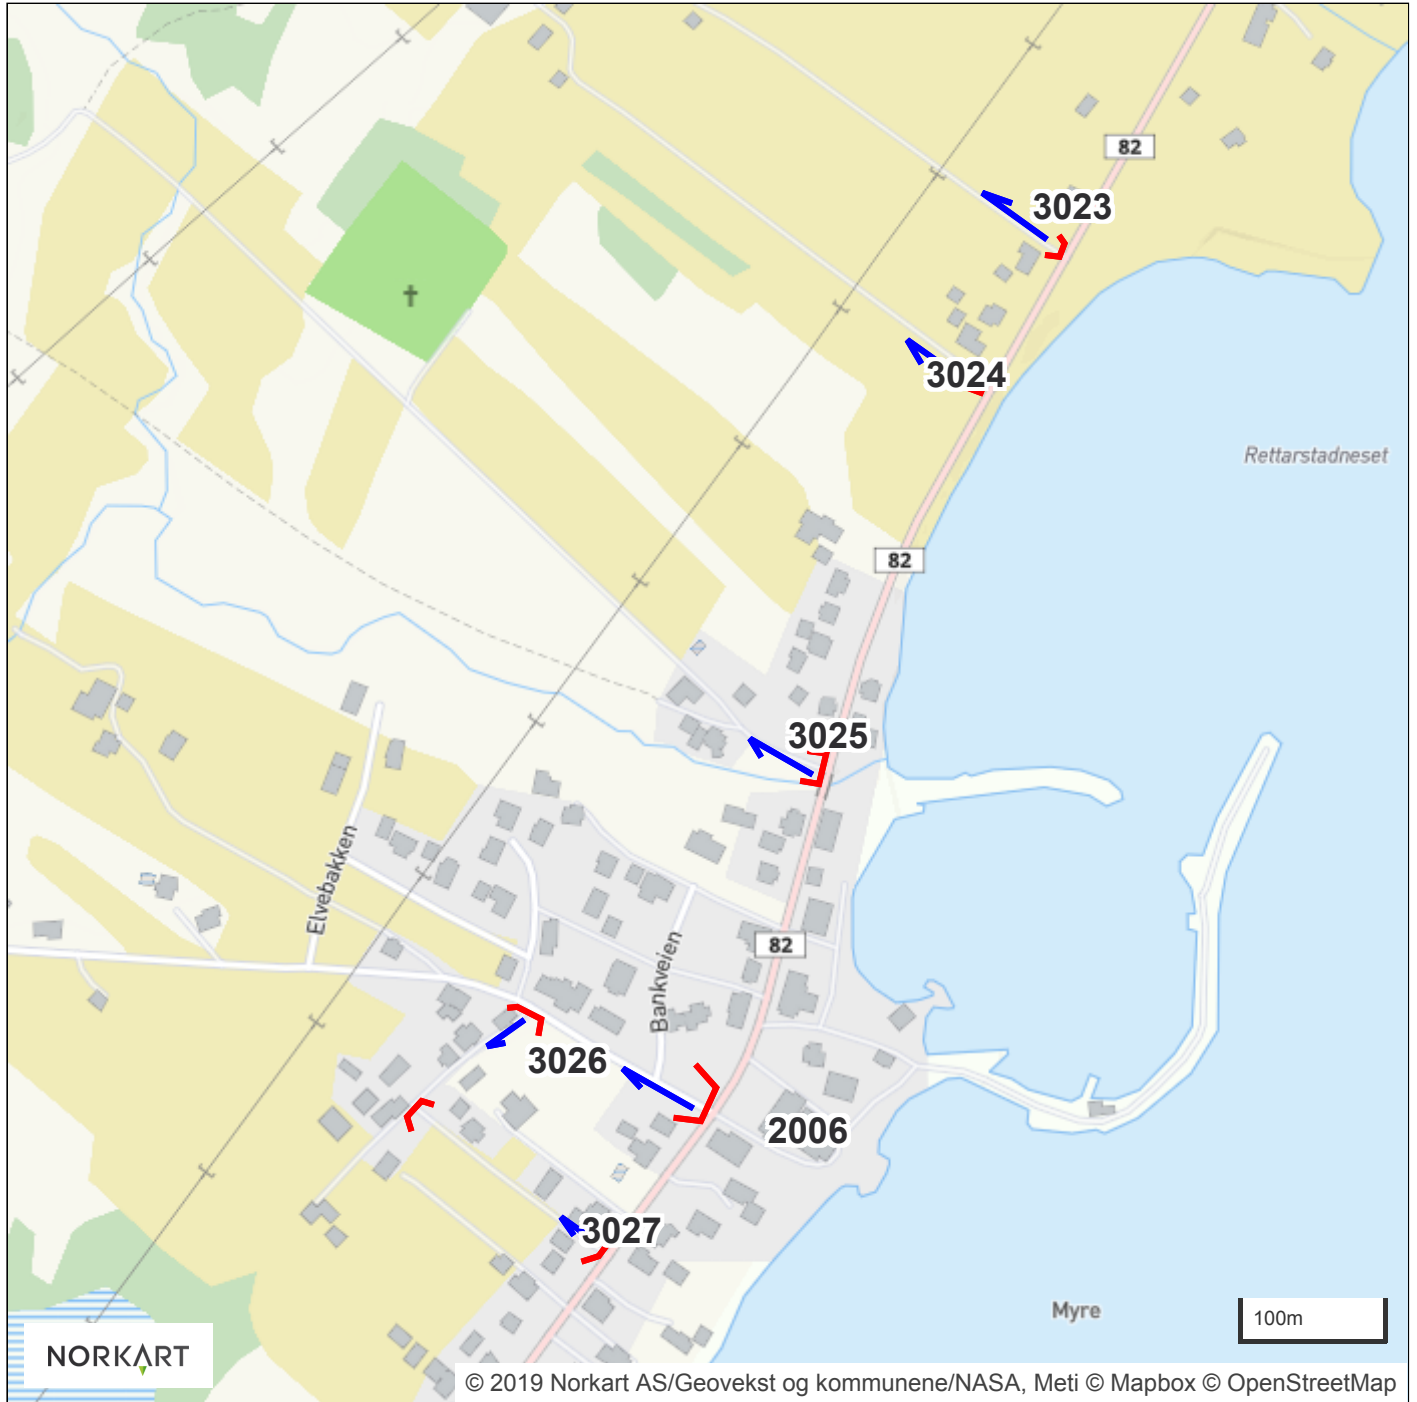 82
3023
3024
Rettarstadneset
82
3025
Elvebakken
82
Bankveien
3026
2006
3027
Myre
100m
NORKART
© 2019 Norkart AS/Geovekst og kommunene/NASA, Meti © Mapbox © OpenStreetMap